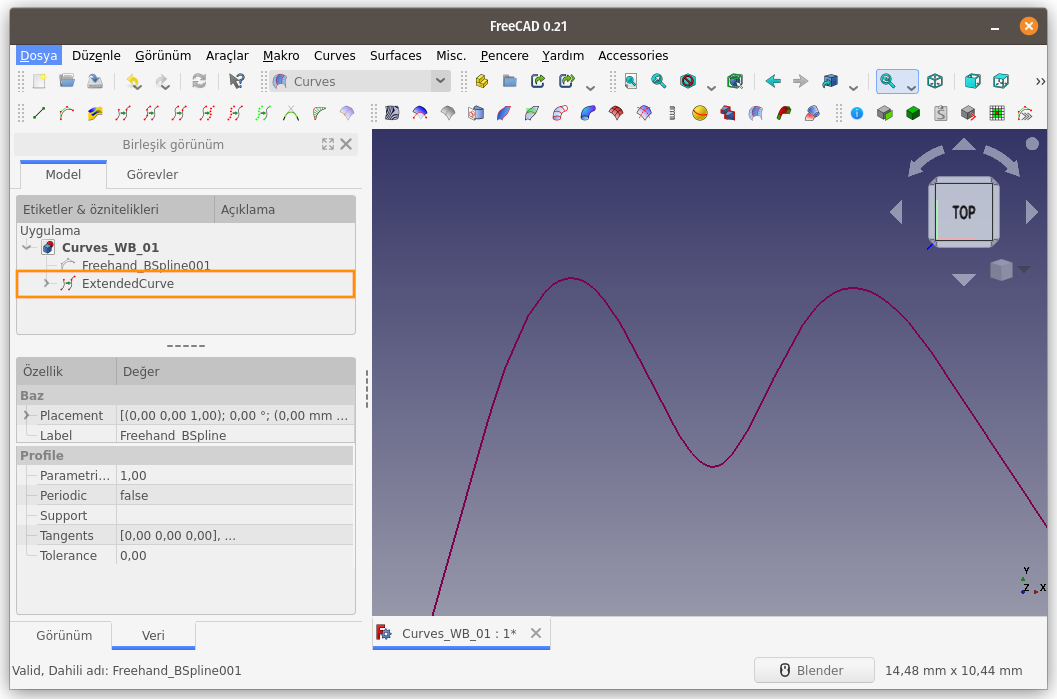 FreeCAD 0.21
Dosya Düzenle Görünüm Araçlar Makro Curves Surfaces Misc. Pencere Yardım Accessories
Curves
Birleşik görünüm
Model Görevler
Etiketler & öznitelikleri Açıklama
Uygulama
Curves_WB_01
Freehand_BSpline001
ExtendedCurve
TOP
Özellik Değer
Baz
Placement [(0,00 0,00 1,00); 0,00 °; (0,00 mm ...
Label Freehand_BSpline
Profile
Parametri... 1,00
Periodic false
Support
Tangents [0,00 0,00 0,00], ...
Tolerance 0,00
Y
Z X
Görünüm Veri
Curves_WB_01 : 1*
Valid, Dahili adı: Freehand_BSpline001
Blender 14,48 mm x 10,44 mm